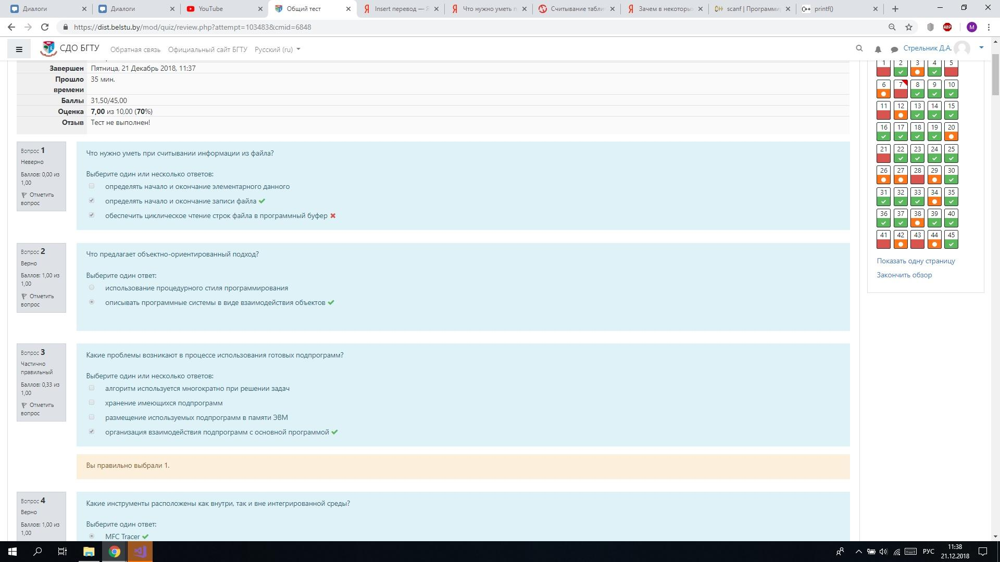 Диалоги
Диалоги
YouTube
Общий тест
Insert перевод — Я
Что нужно уметь п
Считывание табли
Зачем в некоторы
scanf | Программи
printf()
https://dist.belstu.by/mod/quiz/review.php?attempt=103483&cmid=6848
СДО БГТУ
Обратная связь
Официальный сайт БГТУ
Русский (ru)
Стрельник Д.А.
Завершен Пятница, 21 Декабрь 2018, 11:37
Прошло времени 35 мин.
Баллы 31,50/45,00
Оценка 7,00 из 10,00 (70%)
Отзыв Тест не выполнен!
Вопрос 1
Неверно
Баллов: 0,00 из
1,00
Отметить
вопрос
Что нужно уметь при считывании информации из файла?
Выберите один или несколько ответов:
определять начало и окончание элементарного данного
определять начало и окончание записи файла
обеспечить циклическое чтение строк файла в программный буфер
Вопрос 2
Верно
Баллов: 1,00 из
1,00
Отметить
вопрос
Что предлагает объектно-ориентированный подход?
Выберите один ответ:
использование процедурного стиля программирования
описывать программные системы в виде взаимодействия объектов
Вопрос 3
Частично
правильный
Баллов: 0,33 из
1,00
Отметить
вопрос
Какие проблемы возникают в процессе использования готовых подпрограмм?
Выберите один или несколько ответов:
алгоритм используется многократно при решении задач
хранение имеющихся подпрограмм
размещение используемых подпрограмм в памяти ЭВМ
организация взаимодействия подпрограмм с основной программой
Вы правильно выбрали 1.
Вопрос 4
Верно
Баллов: 1,00 из
1,00
Какие инструменты расположены как внутри, так и вне интегрированной среды?
Выберите один ответ:
MFC Tracer
1 2 3 4 5
6 7 8 9 10
11 12 13 14 15
16 17 18 19 20
21 22 23 24 25
26 27 28 29 30
31 32 33 34 35
36 37 38 39 40
41 42 43 44 45
Показать одну страницу
Закончить обзор
РУС
11:38
21.12.2018